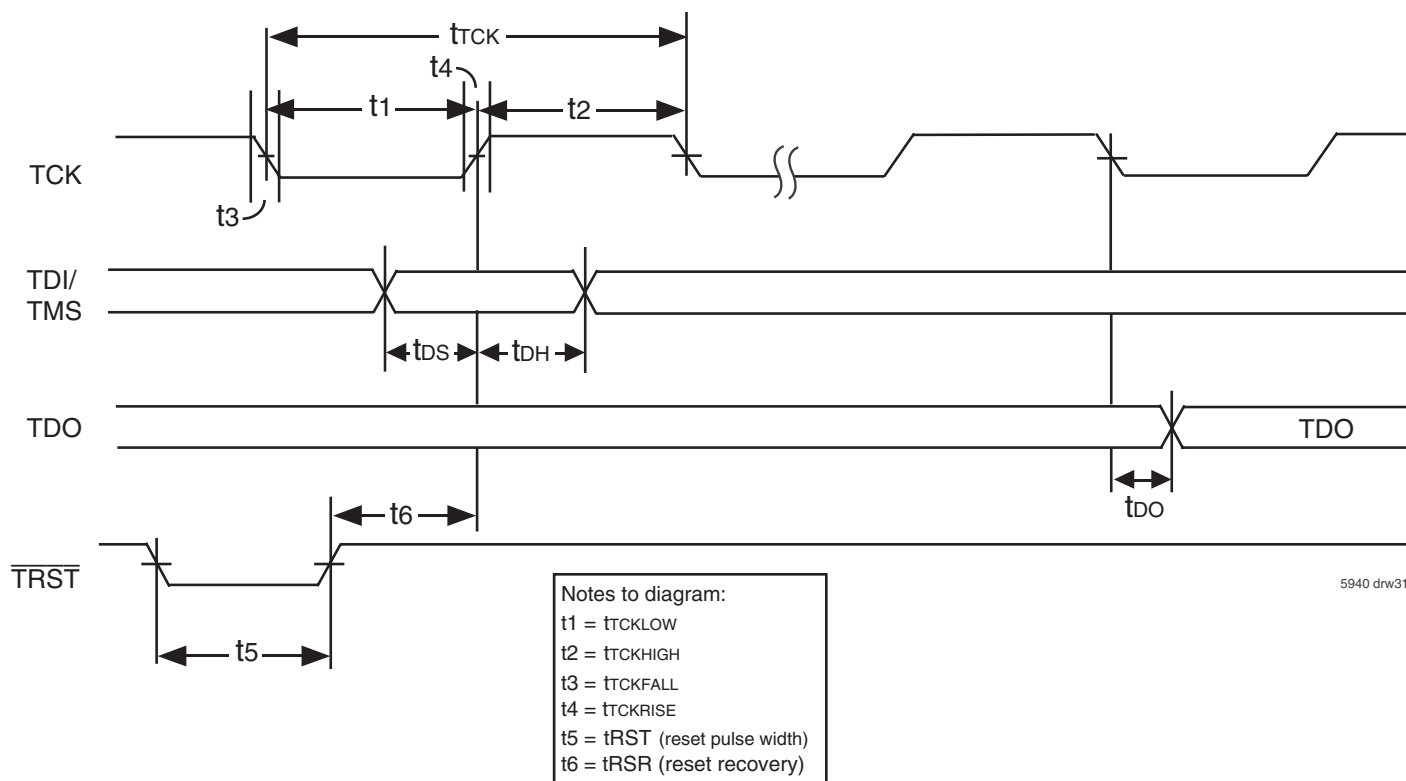 tTCK
t4
t1
t2
TCK
t3
TDI/
TMS
tDS
tDH
TDO
TDO
tDO
t6
TRST
5940 drw31
t5
Notes to diagram:
t1 = tTCKLOW
t2 = tTCKHIGH
t3 = tTCKFALL
t4 = tTCKRISE
t5 = tRST (reset pulse width)
t6 = tRSR (reset recovery)